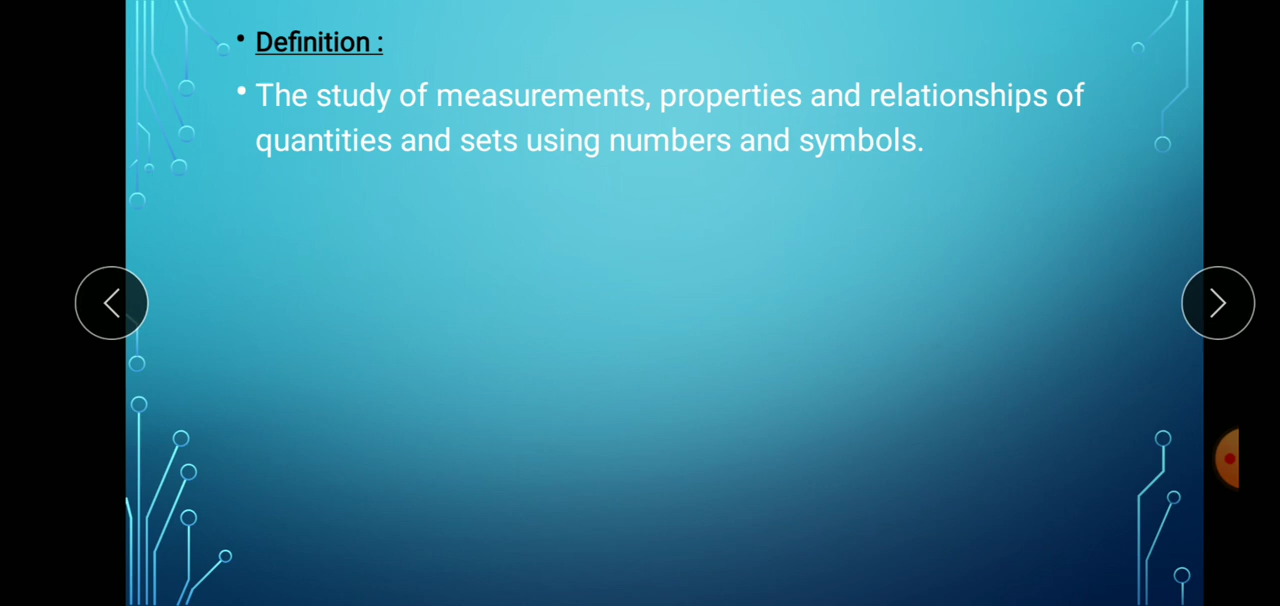 • Definition :
• The study of measurements, properties and relationships of
quantities and sets using numbers and symbols.